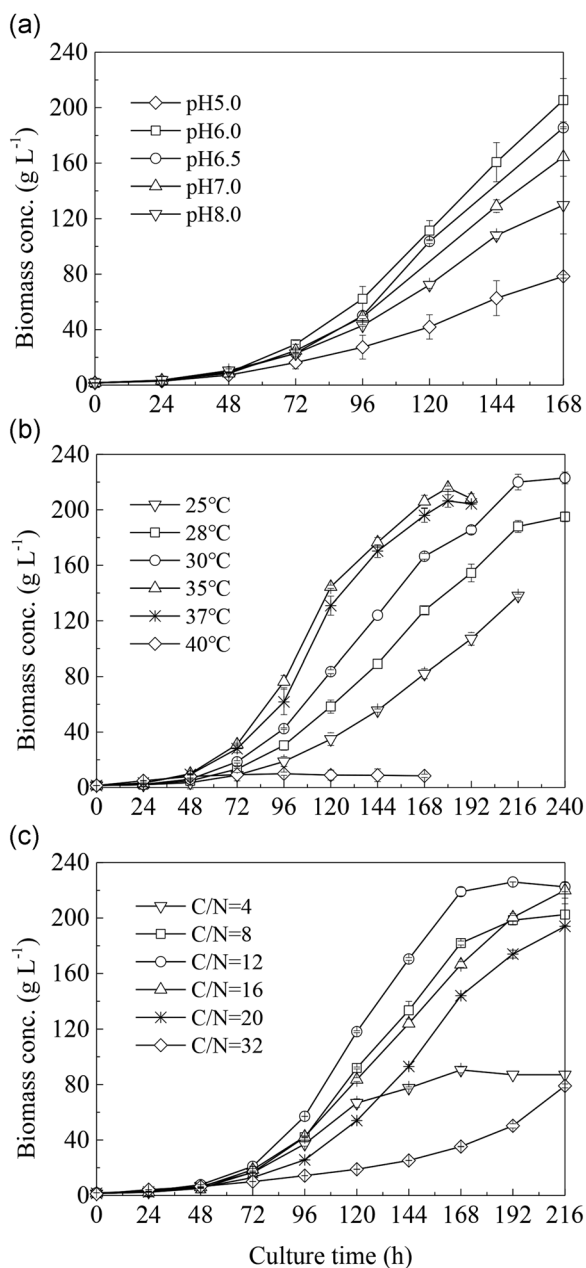 (a)
240
200
160
120
80
40
0
Biomass conc. (g L⁻¹)
pH5.0
pH6.0
pH6.5
pH7.0
pH8.0
0 24 48 72 96 120 144 168
(b)
240
200
160
120
80
40
0
Biomass conc. (g L⁻¹)
25°C
28°C
30°C
35°C
37°C
40°C
0 24 48 72 96 120 144 168 192 216 240
(c)
240
200
160
120
80
40
0
Biomass conc. (g L⁻¹)
C/N=4
C/N=8
C/N=12
C/N=16
C/N=20
C/N=32
0 24 48 72 96 120 144 168 192 216
Culture time (h)